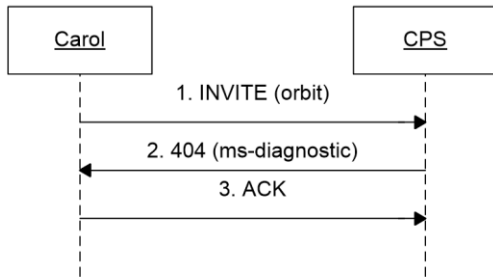 Carol
CPS
1. INVITE (orbit)
2. 404 (ms-diagnostic)
3. ACK